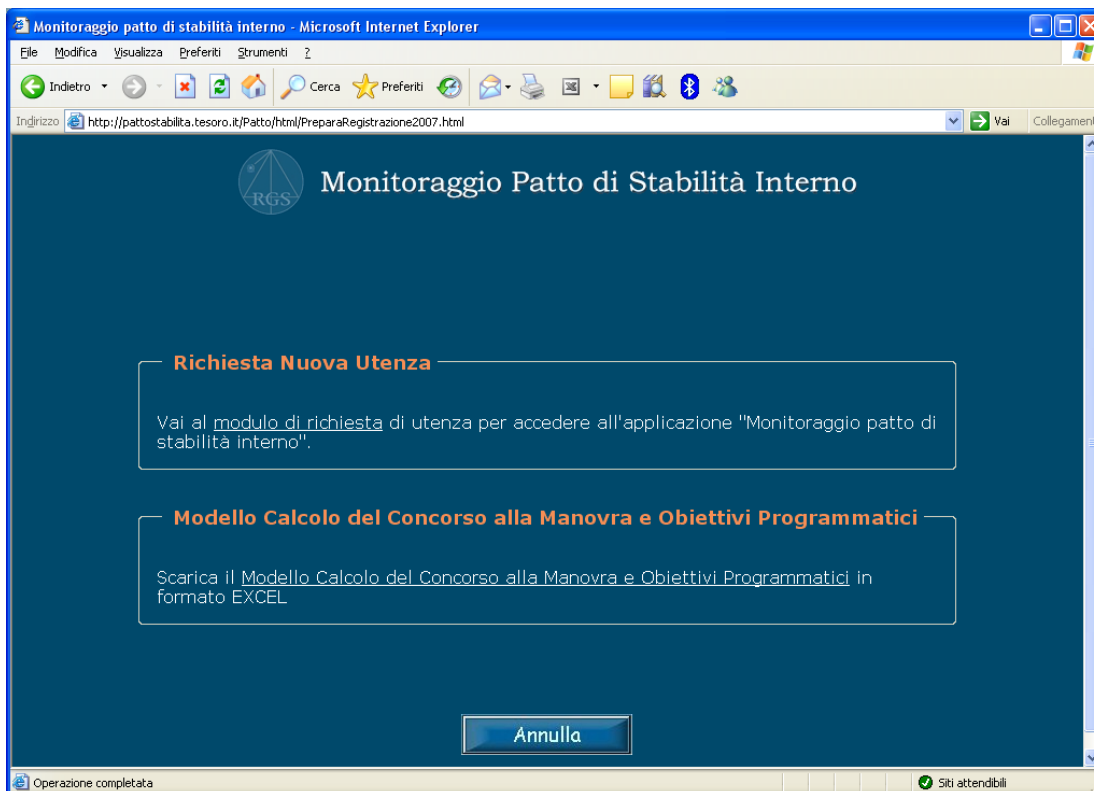 Monitoraggio patto di stabilità interno - Microsoft Internet Explorer
File Modifica Visualizza Preferiti Strumenti ?
Indietro Cerca Preferiti
Indirizzo http://pattostabilita.tesoro.it/Patto/html/PreparaRegistrazione2007.html Vai Collegament
RGS Monitoraggio Patto di Stabilità Interno
Richiesta Nuova Utenza
Vai al modulo di richiesta di utenza per accedere all'applicazione "Monitoraggio patto di
stabilità interno".
Modello Calcolo del Concorso alla Manovra e Obiettivi Programmatici
Scarica il Modello Calcolo del Concorso alla Manovra e Obiettivi Programmatici in
formato EXCEL
Annulla
Operazione completata Siti attendibili